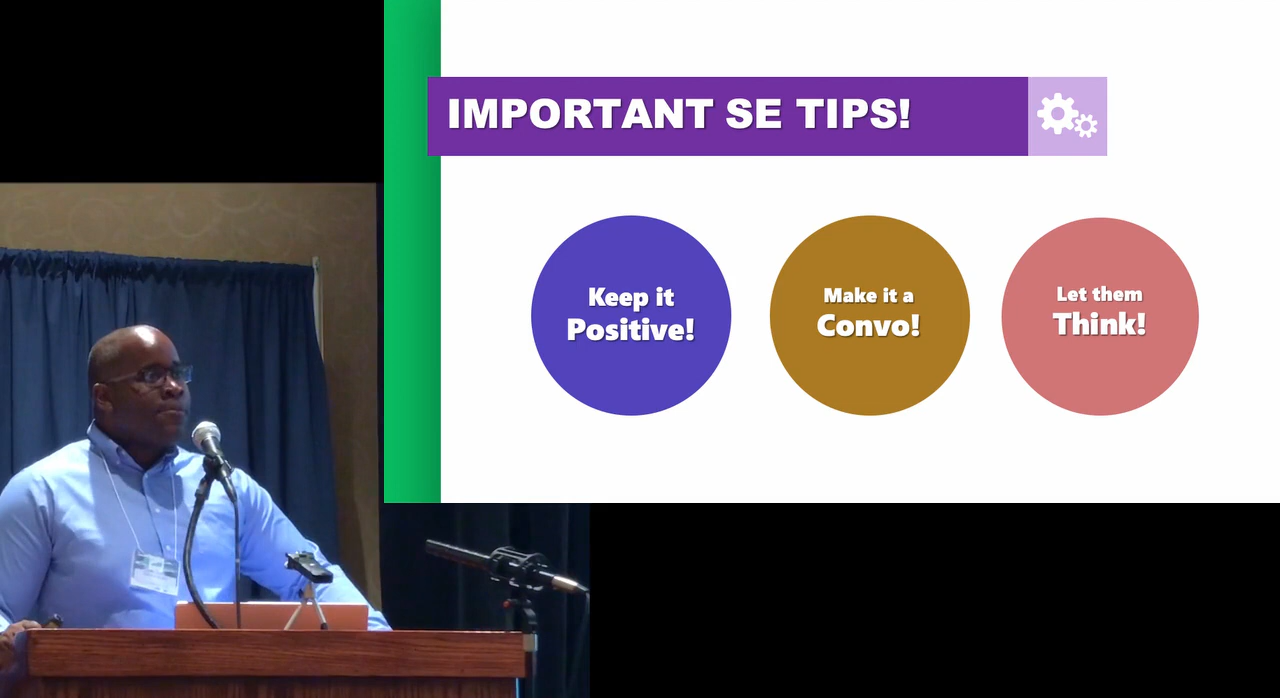 IMPORTANT SE TIPS!
Keep it
Positive!
Make it a
Convo!
Let them
Think!